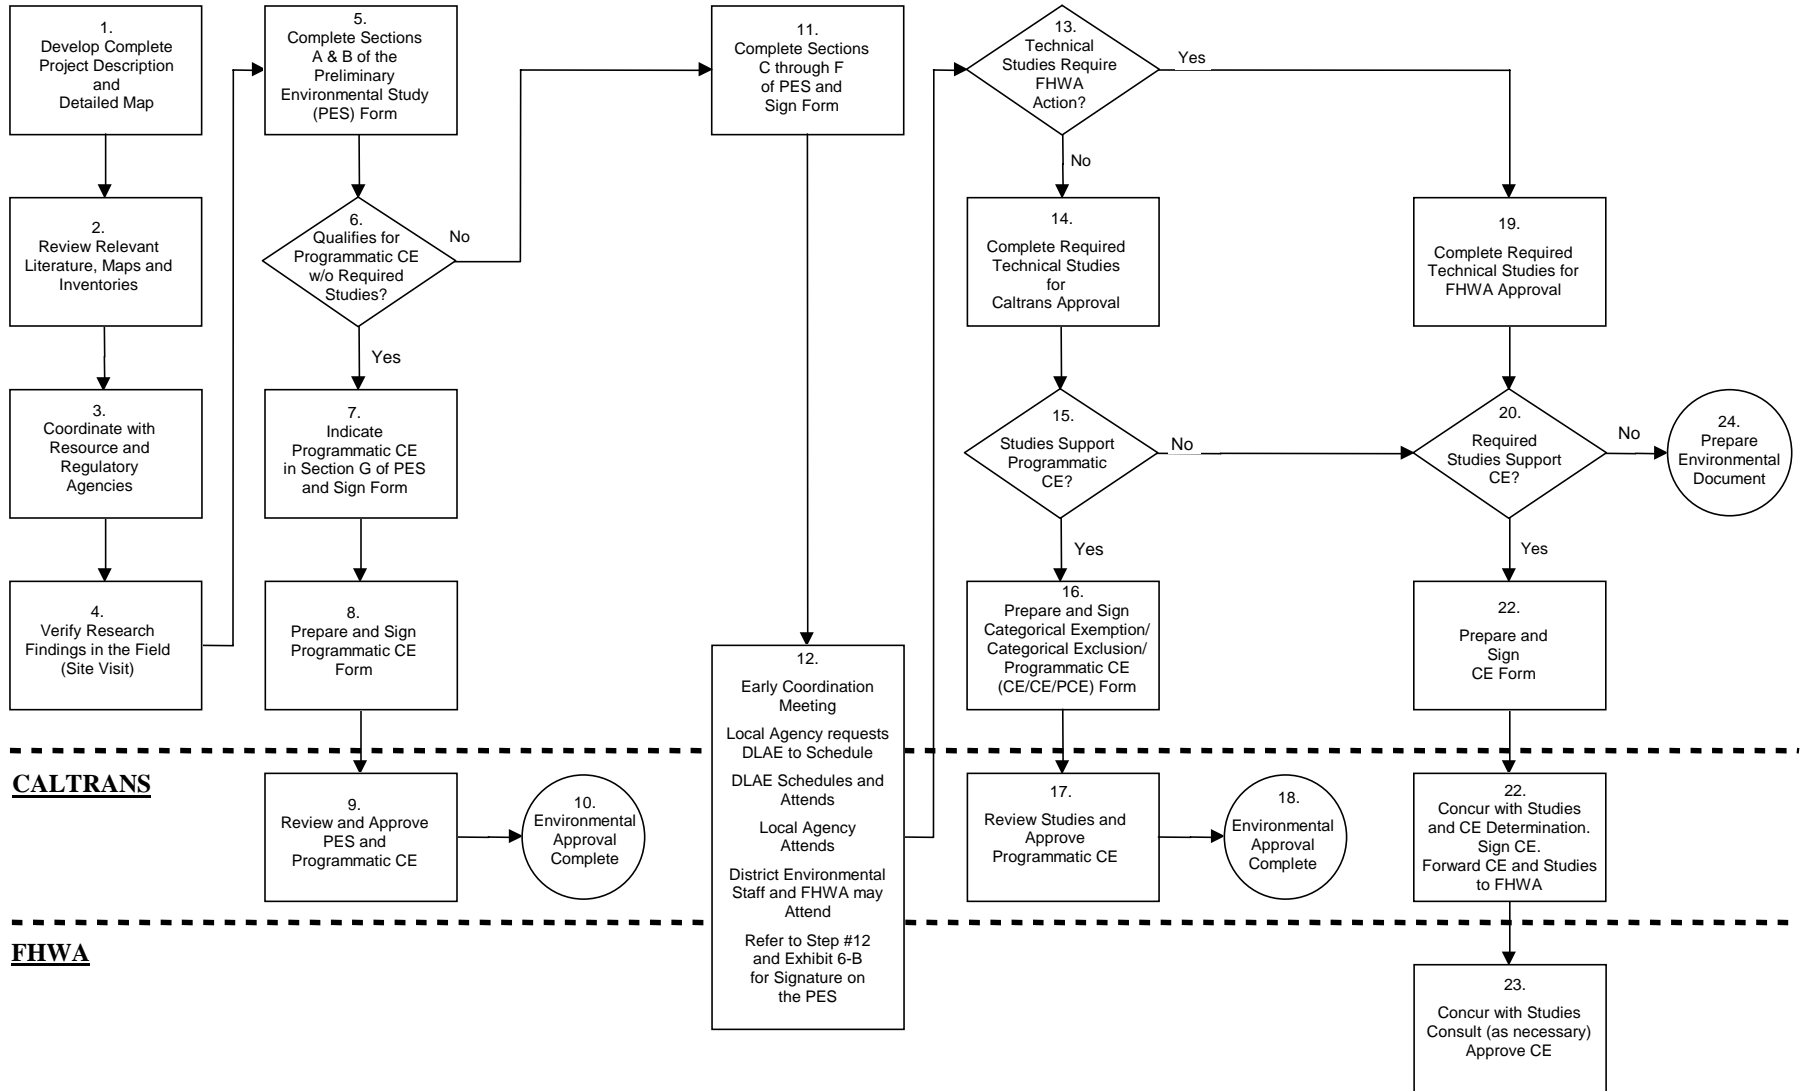 1.
Develop Complete
Project Description
and
Detailed Map
2.
Review Relevant
Literature, Maps and
Inventories
3.
Coordinate with
Resource and
Regulatory
Agencies
4.
Verify Research
Findings in the Field
(Site Visit)
5.
Complete Sections
A & B of the
Preliminary
Environmental Study
(PES) Form
6.
Qualifies for
Programmatic CE
w/o Required
Studies?
No
Yes
7.
Indicate
Programmatic CE
in Section G of PES
and Sign Form
8.
Prepare and Sign
Programmatic CE
Form
CALTRANS
9.
Review and Approve
PES and
Programmatic CE
10.
Environmental
Approval
Complete
FHWA
11.
Complete Sections
C through F
of PES and
Sign Form
12.
Early Coordination
Meeting
Local Agency requests
DLAE to Schedule
DLAE Schedules and
Attends
Local Agency
Attends
District Environmental
Staff and FHWA may
Attend
Refer to Step #12
and Exhibit 6-B
for Signature on
the PES
13.
Technical
Studies Require
FHWA
Action?
Yes
No
14.
Complete Required
Technical Studies
for
Caltrans Approval
15.
Studies Support
Programmatic
CE?
No
Yes
16.
Prepare and Sign
Categorical Exemption/
Categorical Exclusion/
Programmatic CE
(CE/CE/PCE) Form
17.
Review Studies and
Approve
Programmatic CE
18.
Environmental
Approval
Complete
19.
Complete Required
Technical Studies for
FHWA Approval
20.
Required
Studies Support
CE?
No
24.
Prepare
Environmental
Document
Yes
22.
Prepare and
Sign
CE Form
22.
Concur with Studies
and CE Determination.
Sign CE.
Forward CE and Studies
to FHWA
23.
Concur with Studies
Consult (as necessary)
Approve CE